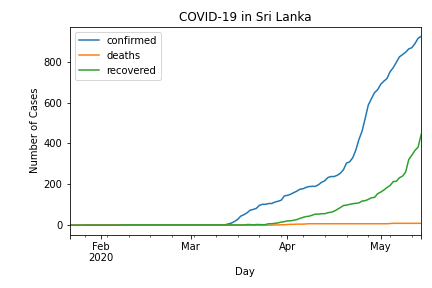 COVID-19 in Sri Lanka
confirmed
deaths
recovered
Number of Cases
800
600
400
200
0
Feb
2020
Mar
Apr
May
Day